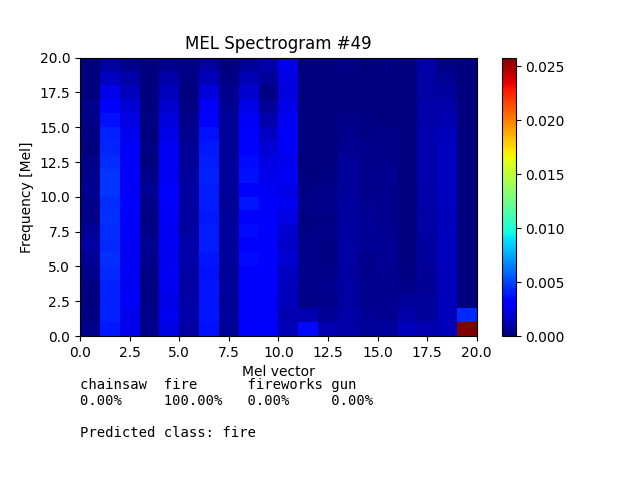 MEL Spectrogram #49
20.0
17.5
15.0
12.5
10.0
7.5
5.0
2.5
0.0
Frequency [Mel]
0.0 2.5 5.0 7.5 10.0 12.5 15.0 17.5 20.0
Mel vector
0.025
0.020
0.015
0.010
0.005
0.000
chainsaw fire fireworks gun
0.00% 100.00% 0.00% 0.00%
Predicted class: fire